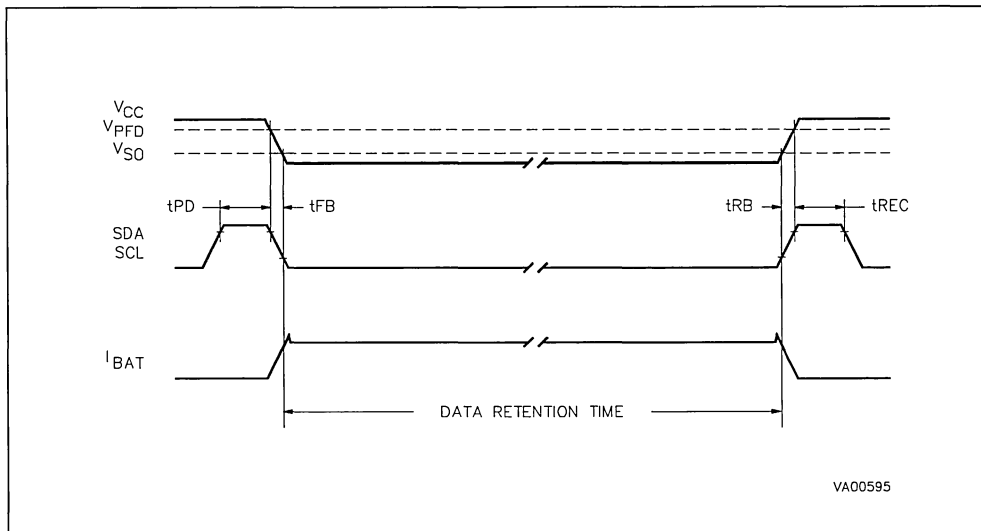 VCC
VPFD
VSO
tPD
tFB
tRB
tREC
SDA
SCL
IBAT
DATA RETENTION TIME
VA00595